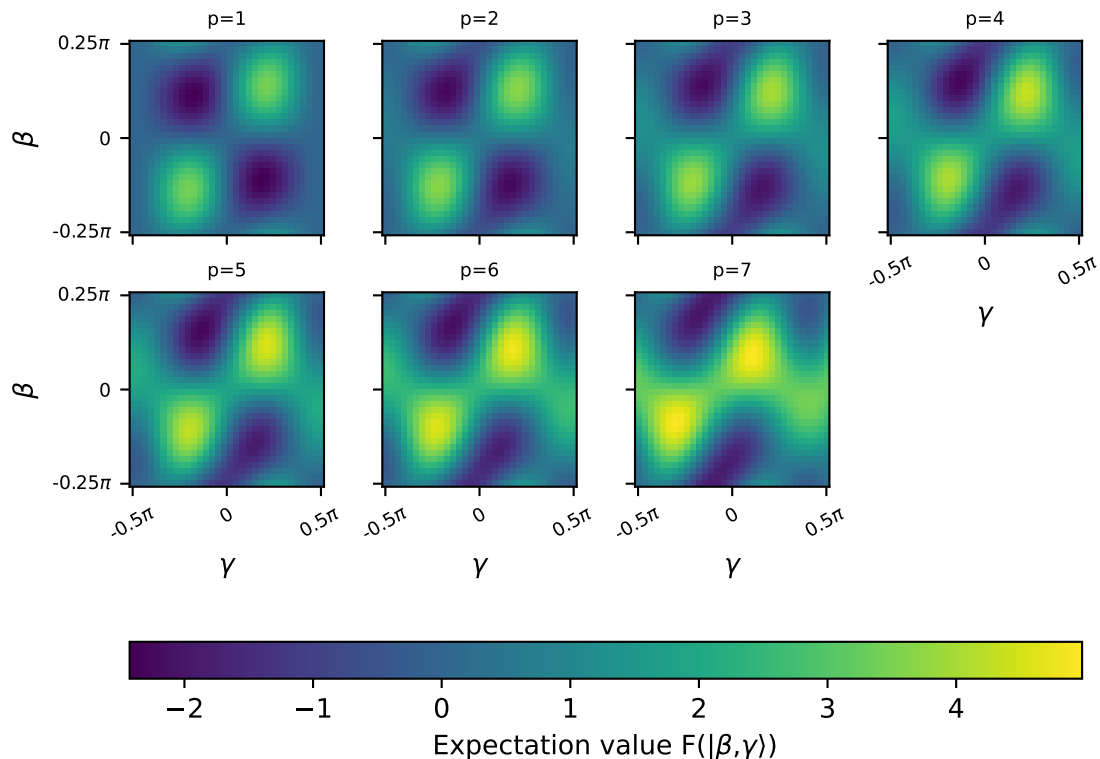 p=1 p=2 p=3 p=4
0.25π
β
0
-0.25π
-0.5π 0 0.5π
γ
p=5 p=6 p=7
0.25π
β
0
-0.25π
-0.5π 0 0.5π -0.5π 0 0.5π -0.5π 0 0.5π
γ γ γ
−2 −1 0 1 2 3 4
Expectation value F(|β,γ⟩)